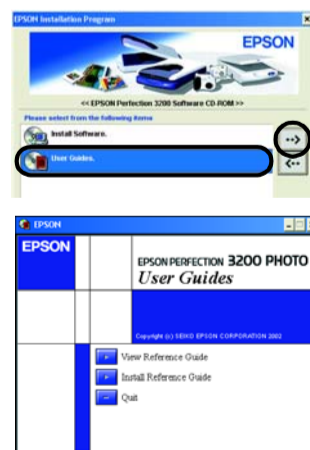 EPSON Installation Program
EPSON
<< EPSON Perfection 3200 Software CD-ROM >>
Please select from the following items
Install Software.
User Guides.
EPSON
EPSON
EPSON PERFECTION 3200 PHOTO
User Guides
Copyright (c) SEIKO EPSON CORPORATION 2002
View Reference Guide
Install Reference Guide
Quit